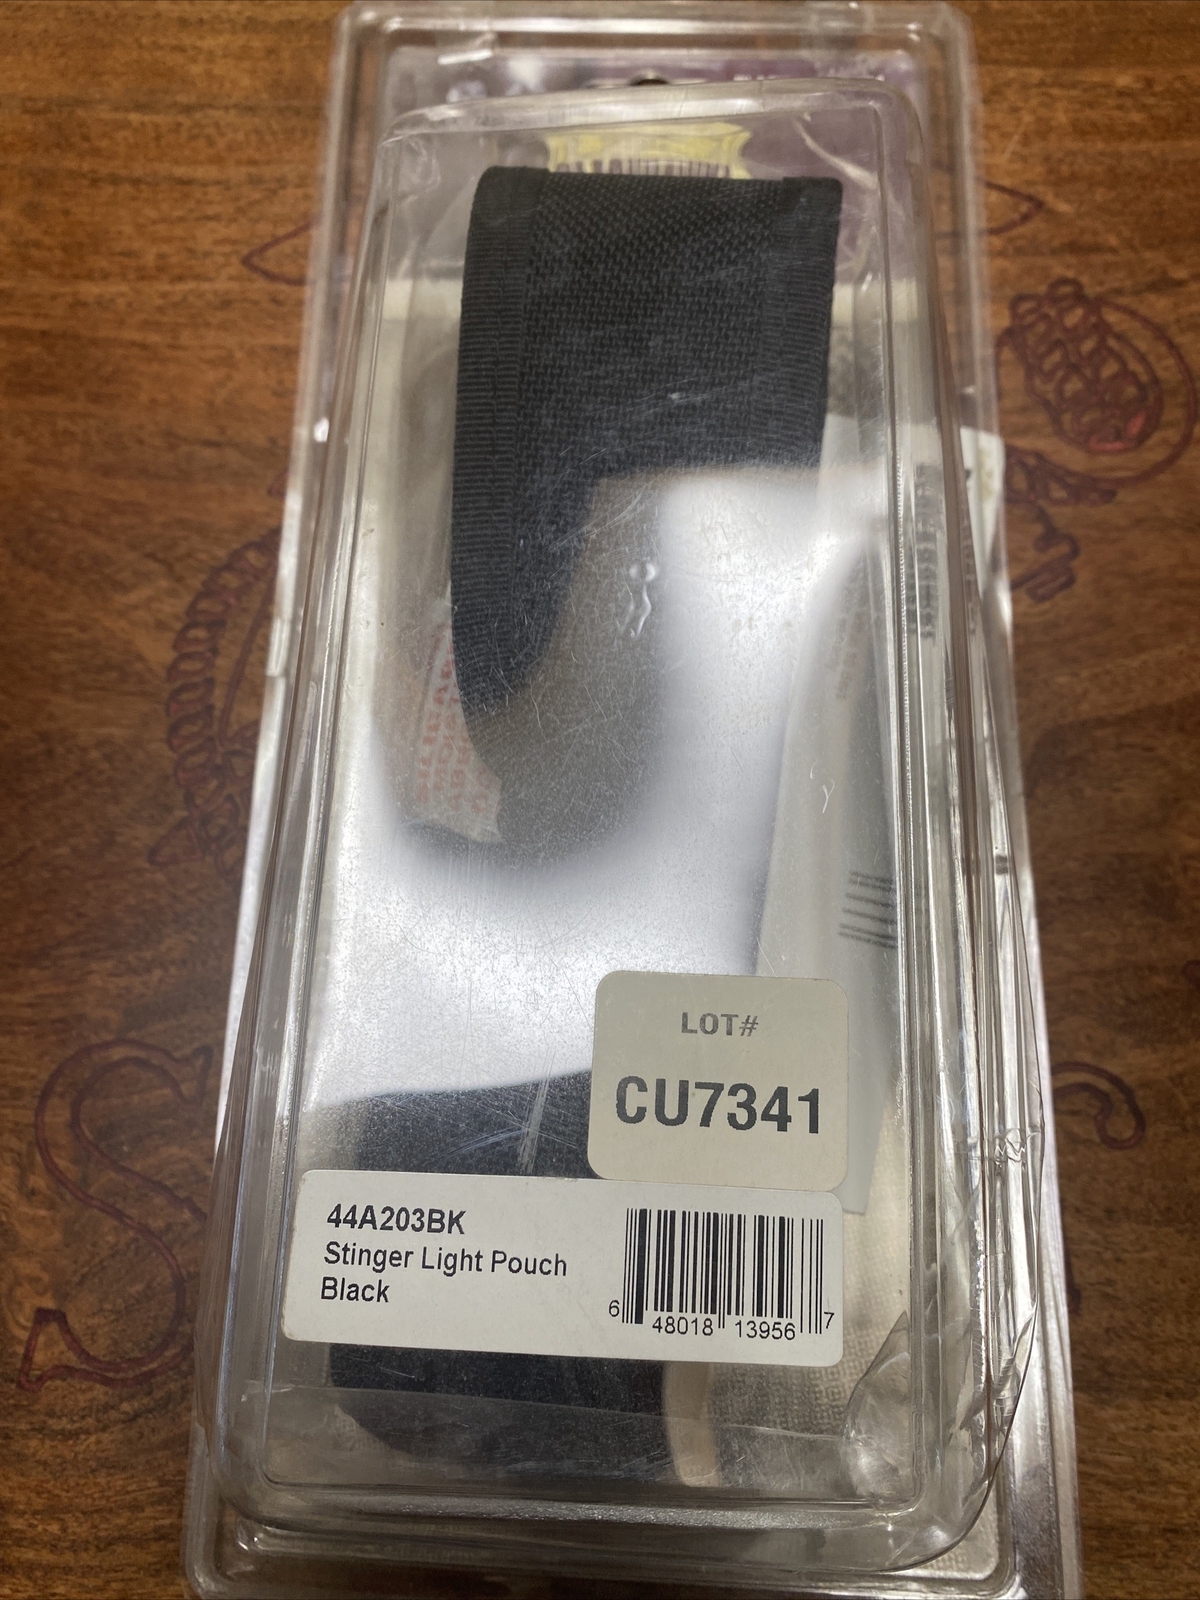 LOT#
CU7341
44A203BK
Stinger Light Pouch
Black
6 48018 13956 7